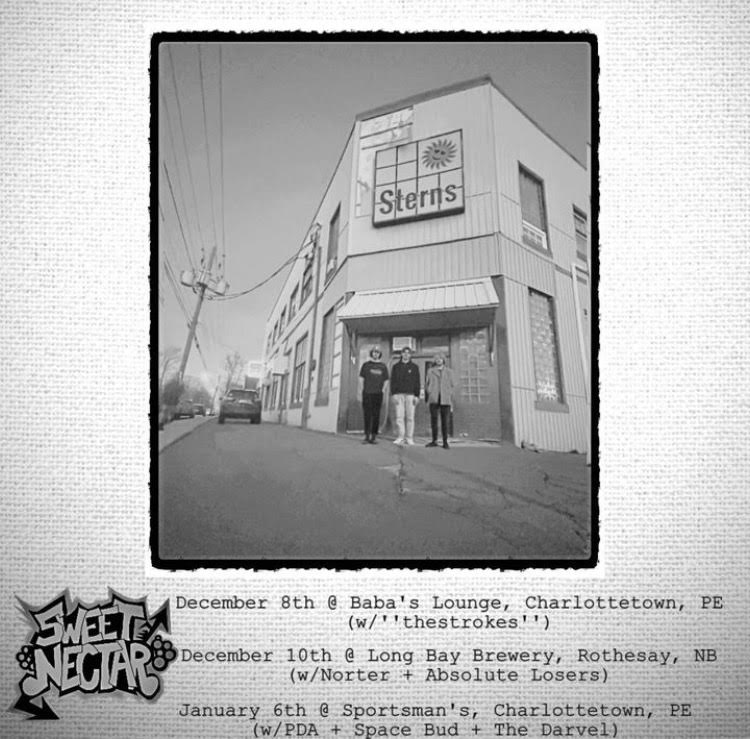 Sterns
SWEET
NECTAR
December 8th @ Baba's Lounge, Charlottetown, PE
(w/''thestrokes'')
December 10th @ Long Bay Brewery, Rothesay, NB
(w/Norter + Absolute Losers)
January 6th @ Sportsman's, Charlottetown, PE
(w/PDA + Space Bud + The Darvel)